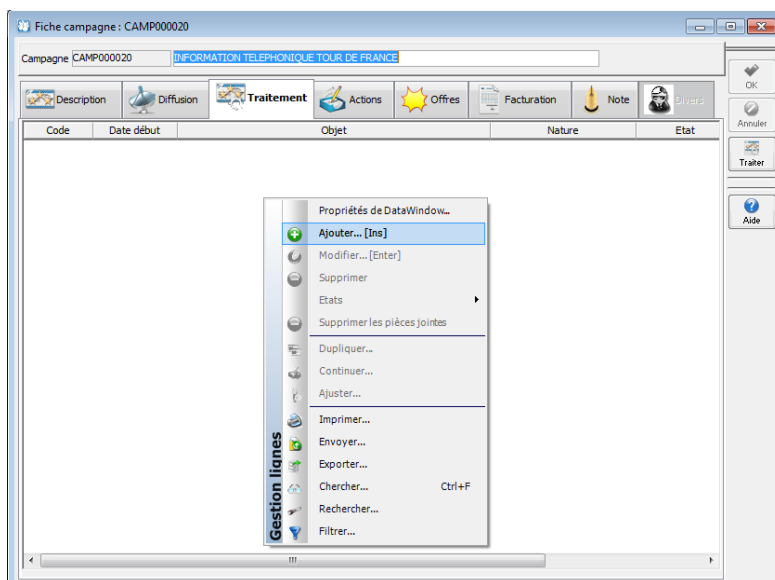 Fiche campagne : CAMP000020
Campagne CAMP000020 INFORMATION TELEPHONIQUE TOUR DE FRANCE
OK
Annuler
Traiter
Aide
Description Diffusion Traitement Actions Offres Facturation Note Divers
Code Date début Objet Nature Etat
Gestion lignes
Propriétés de DataWindow...
Ajouter... [Ins]
Modifier... [Enter]
Supprimer
Etats
Supprimer les pièces jointes
Dupliquer...
Continuer...
Ajuster...
Imprimer...
Envoyer...
Exporter...
Chercher... Ctrl+F
Rechercher...
Filtrer...